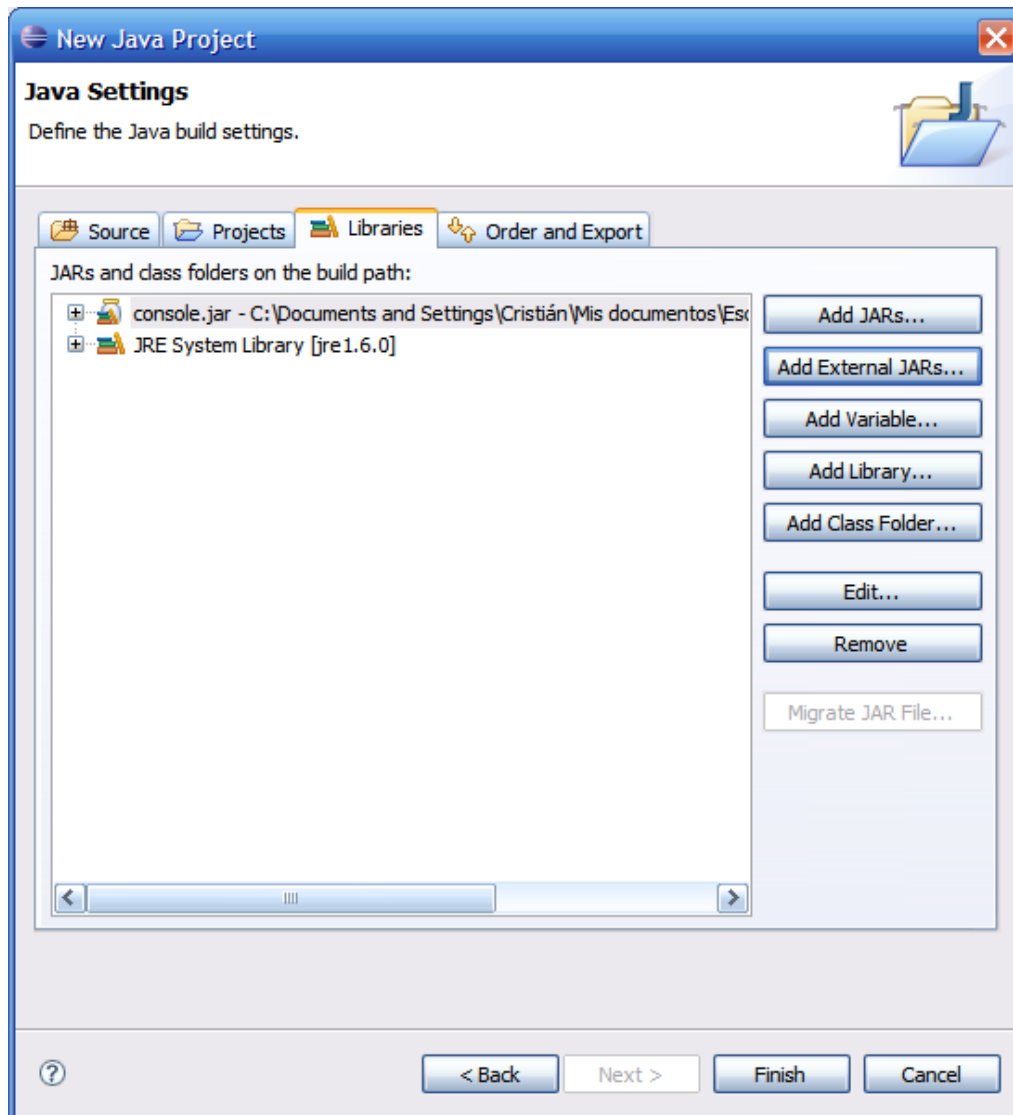 New Java Project
Java Settings
Define the Java build settings.
Source Projects Libraries Order and Export
JARs and class folders on the build path:
console.jar - C:\Documents and Settings\Cristián\Mis documentos\Esc
JRE System Library [jre1.6.0]
Add JARs...
Add External JARs...
Add Variable...
Add Library...
Add Class Folder...
Edit...
Remove
Migrate JAR File...
< Back Next > Finish Cancel